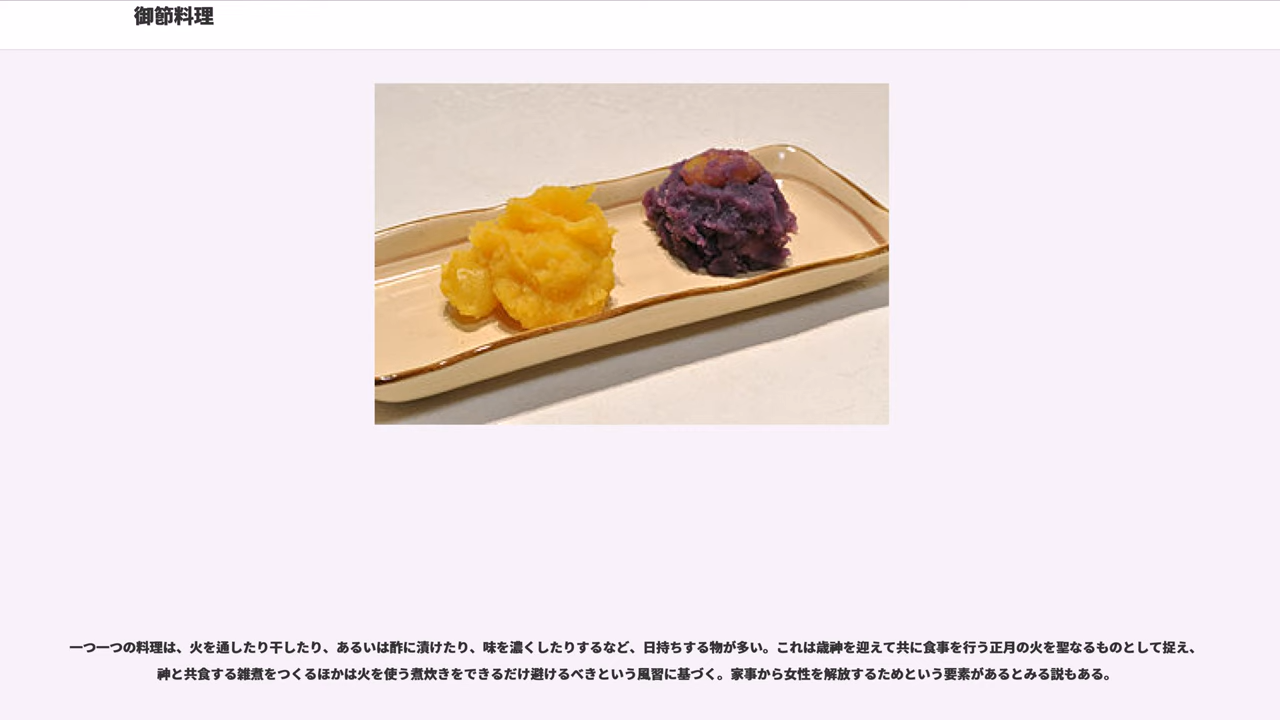 御節料理
一つ一つの料理は、火を通したり干したり、あるいは酢に漬けたり、味を濃くしたりするなど、日持ちする物が多い。これは歳神を迎えて共に食事を行う正月の火を聖なるものとして捉え、
神と共食する雑煮をつくるほかは火を使う煮炊きをできるだけ避けるべきという風習に基づく。家事から女性を解放するためという要素があるとみる説もある。